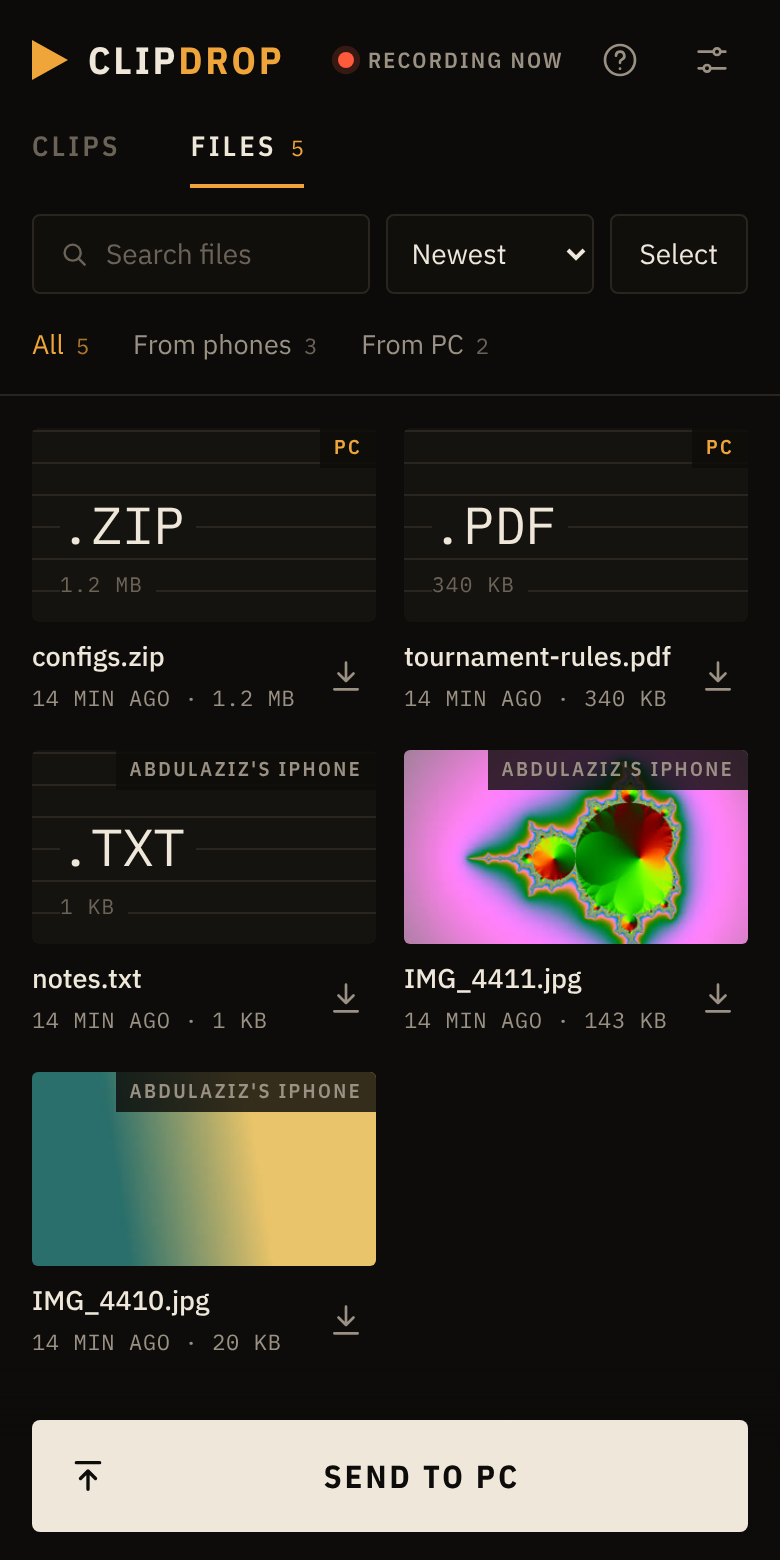 CLIPDROP RECORDING NOW
CLIPS FILES 5
Search files Newest Select
All 5 From phones 3 From PC 2
PC
.ZIP
1.2 MB
configs.zip
14 MIN AGO · 1.2 MB
PC
.PDF
340 KB
tournament-rules.pdf
14 MIN AGO · 340 KB
ABDULAZIZ'S IPHONE
.TXT
1 KB
notes.txt
14 MIN AGO · 1 KB
ABDULAZIZ'S IPHONE
IMG_4411.jpg
14 MIN AGO · 143 KB
ABDULAZIZ'S IPHONE
IMG_4410.jpg
14 MIN AGO · 20 KB
SEND TO PC